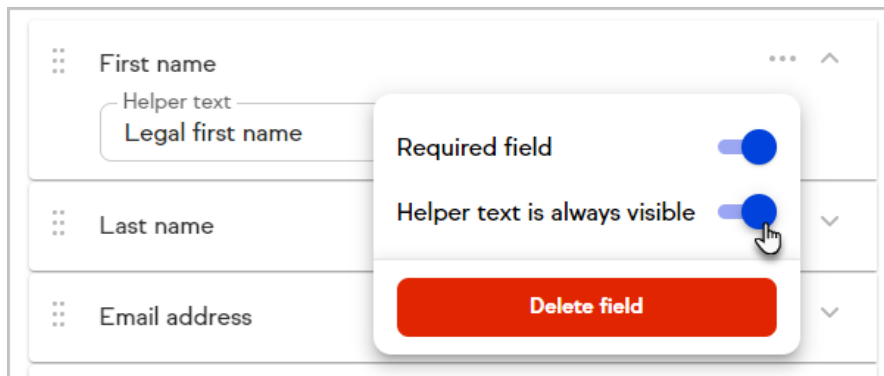 First name
Helper text
Legal first name
Required field
Helper text is always visible
Last name
Email address
Delete field